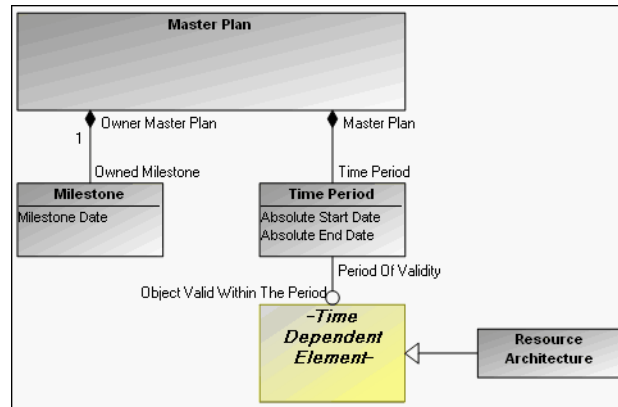 Master Plan
Owner Master Plan
Master Plan
1
Owned Milestone
Time Period
Milestone
Milestone Date
Time Period
Absolute Start Date
Absolute End Date
Period Of Validity
Object Valid Within The Period
-Time
Dependent
Element-
Resource
Architecture